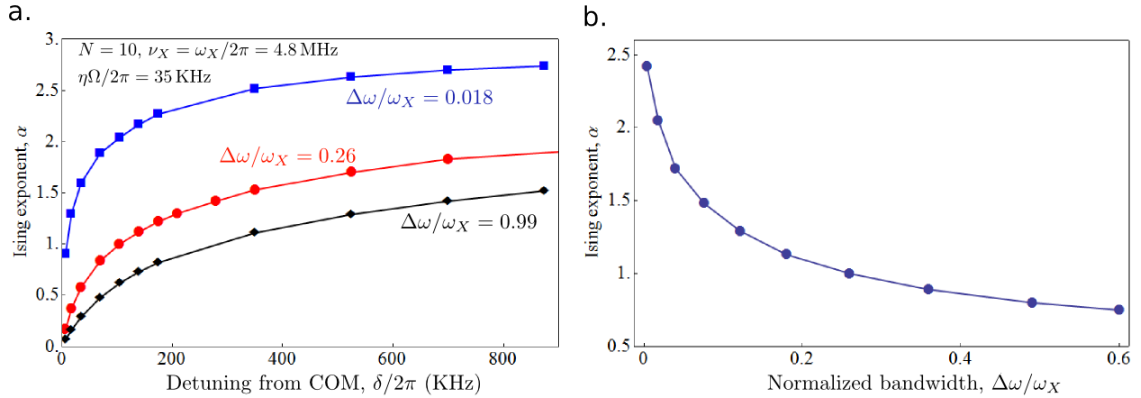 a.
3.
2.5
2.
1.5
1
0.5
0.
Ising exponent, α
N = 10, ν_X = ω_X/2π = 4.8 MHz
ηΩ/2π = 35 KHz
Δω/ω_X = 0.018
Δω/ω_X = 0.26
Δω/ω_X = 0.99
0
200
400
600
800
Detuning from COM, δ/2π (KHz)
b.
2.5
2.
1.5
1.0
0.5
Ising exponent, α
0
0.2
0.4
0.6
Normalized bandwidth, Δω/ω_X